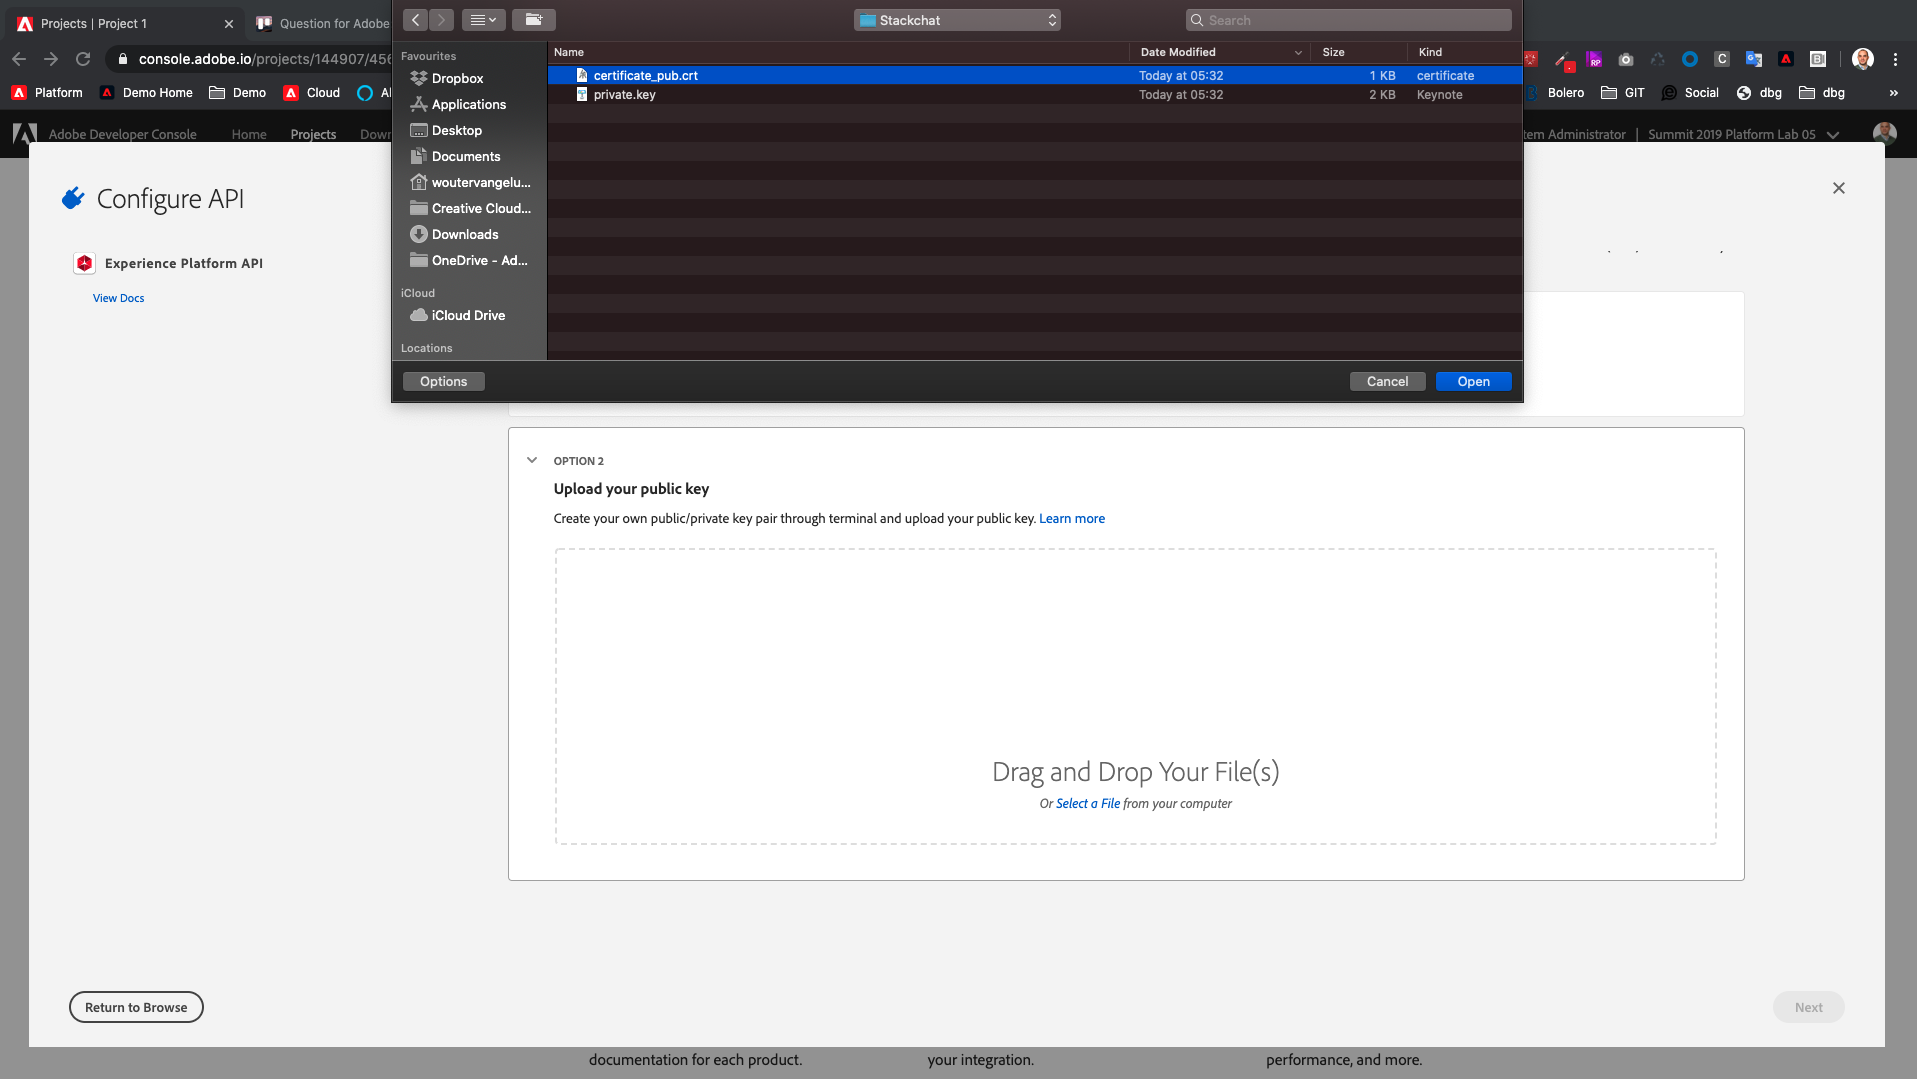 Projects | Project 1
Question for Adobe
Stackchat
Search
console.adobe.io/projects/144907/456
Platform
Demo Home
Demo
Cloud
Bolero
GIT
Social
dbg
dbg
»
Adobe Developer Console
Home
Projects
Down
tem Administrator
Summit 2019 Platform Lab 05
Favourites
Dropbox
Applications
Desktop
Documents
woutervangelu...
Creative Cloud...
Downloads
OneDrive - Ad...
iCloud
iCloud Drive
Locations
Name Date Modified Size Kind
certificate_pub.crt Today at 05:32 1 KB certificate
private.key Today at 05:32 2 KB Keynote
Options
Cancel
Open
Configure API
Experience Platform API
View Docs
OPTION 2
Upload your public key
Create your own public/private key pair through terminal and upload your public key. Learn more
Drag and Drop Your File(s)
Or Select a File from your computer
Return to Browse
Next
documentation for each product.
your integration.
performance, and more.